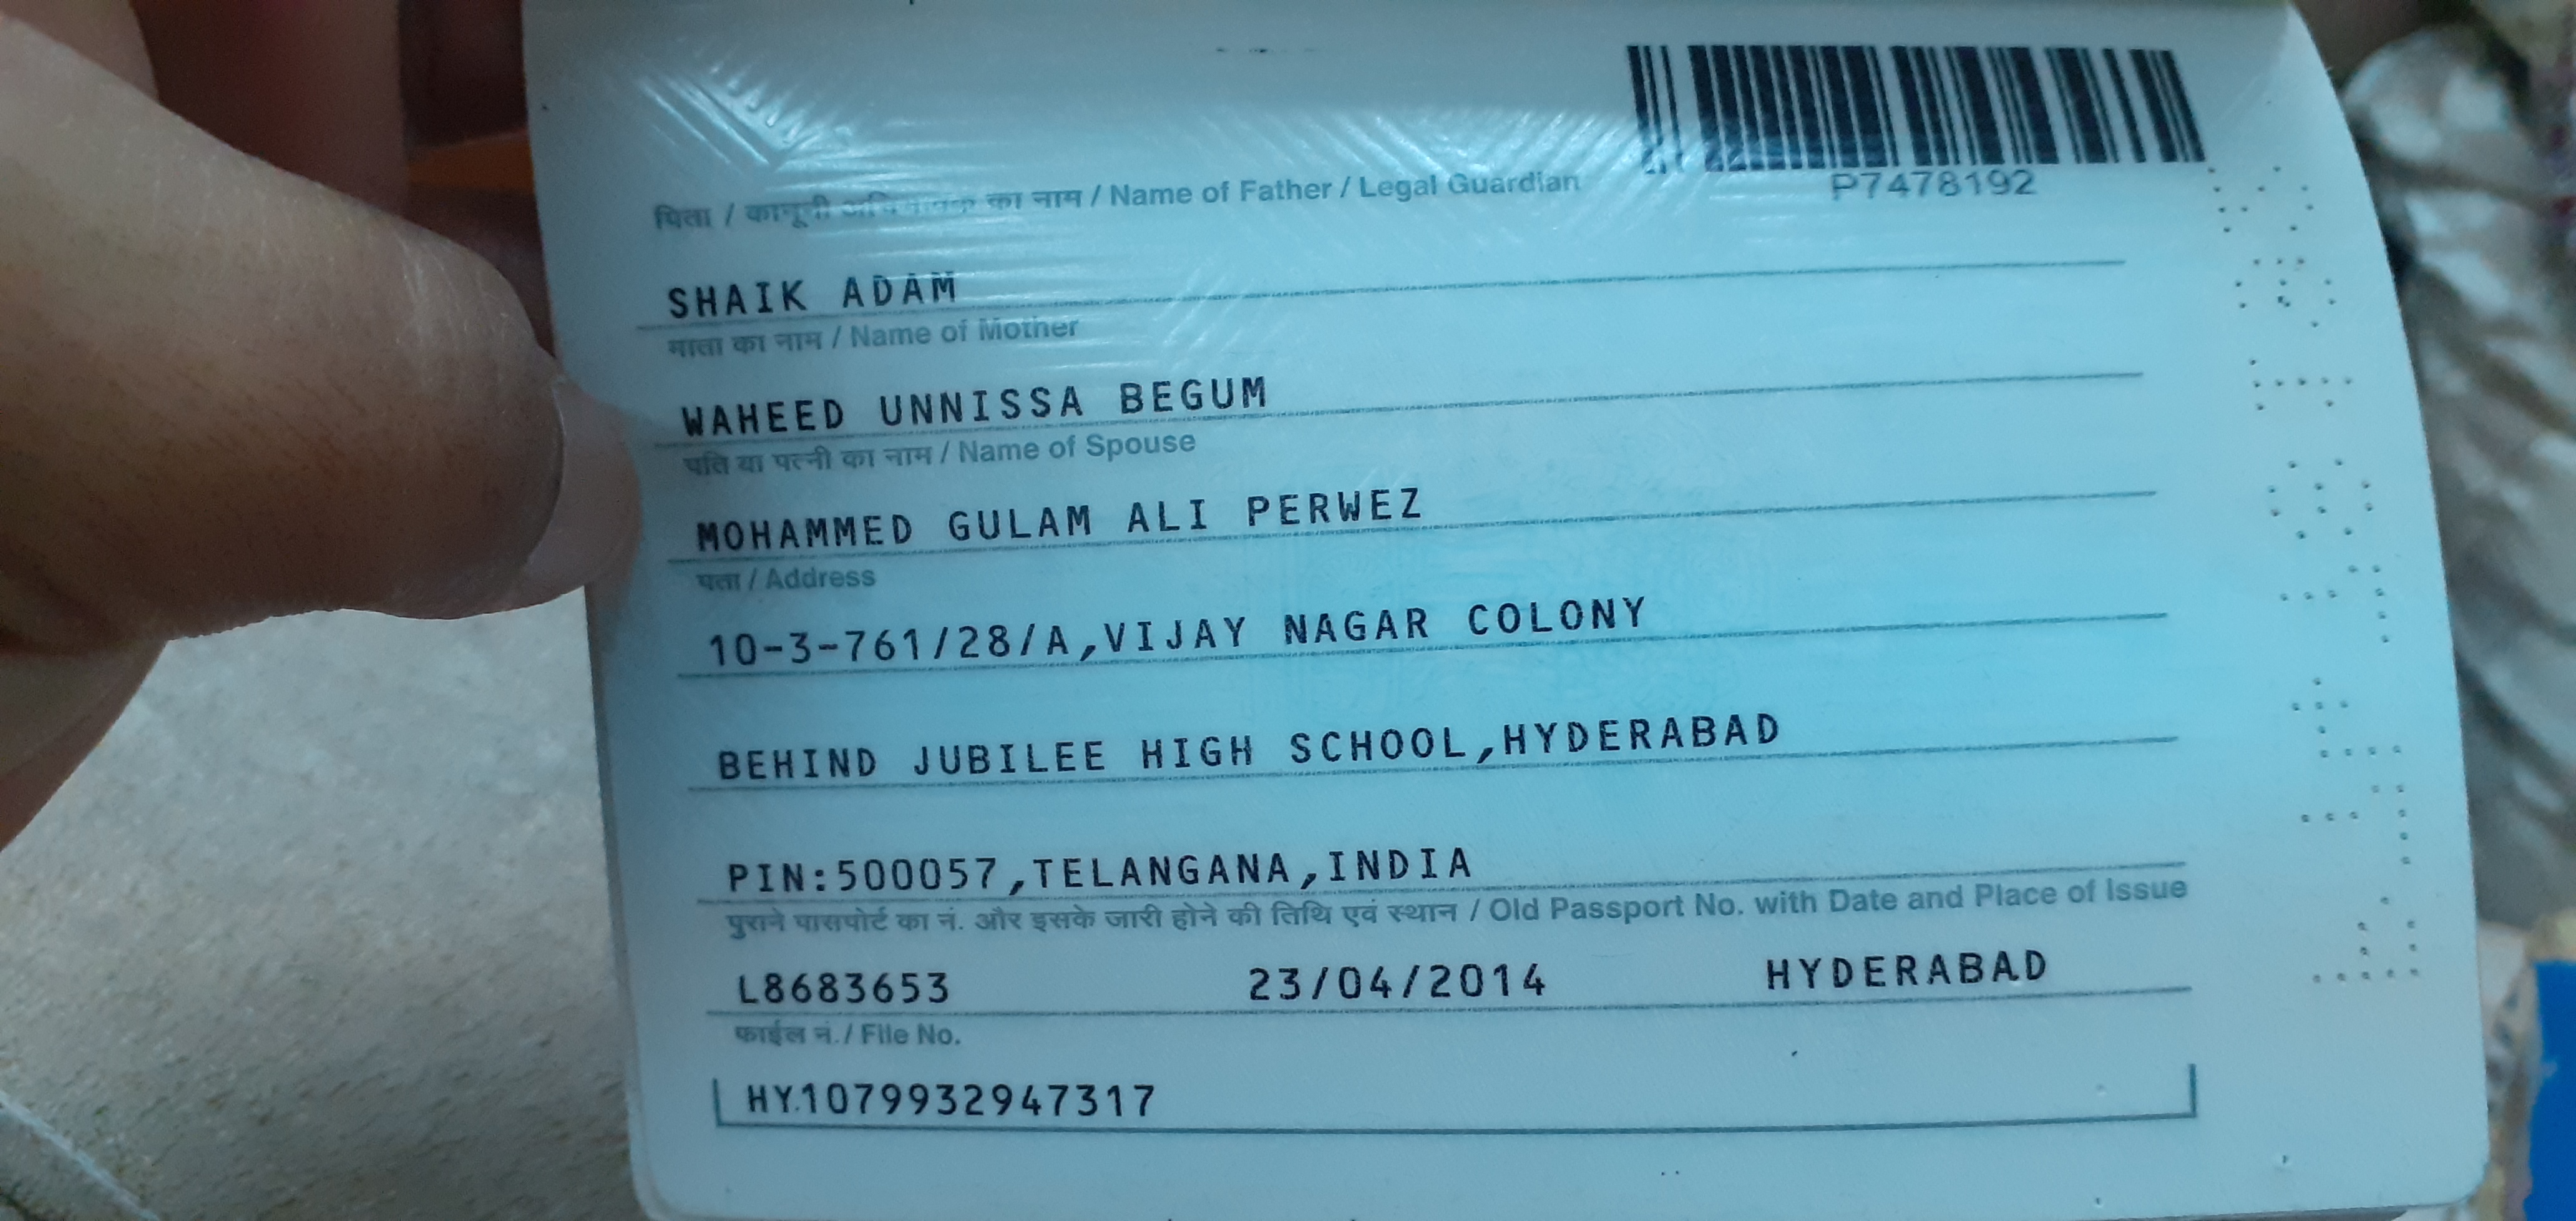 P7478192
पिता / कानूनी अभिभावक का नाम / Name of Father / Legal Guardian
SHAIK ADAM
माता का नाम / Name of Mother
WAHEED UNNISSA BEGUM
पति या पत्नी का नाम / Name of Spouse
MOHAMMED GULAM ALI PERWEZ
पता / Address
10-3-761/28/A,VIJAY NAGAR COLONY
BEHIND JUBILEE HIGH SCHOOL,HYDERABAD
PIN:500057,TELANGANA,INDIA
पुराने पासपोर्ट का नं. और इसके जारी होने की तिथि एवं स्थान / Old Passport No. with Date and Place of Issue
L8683653 23/04/2014 HYDERABAD
फाईल नं./ File No.
HY1079932947317